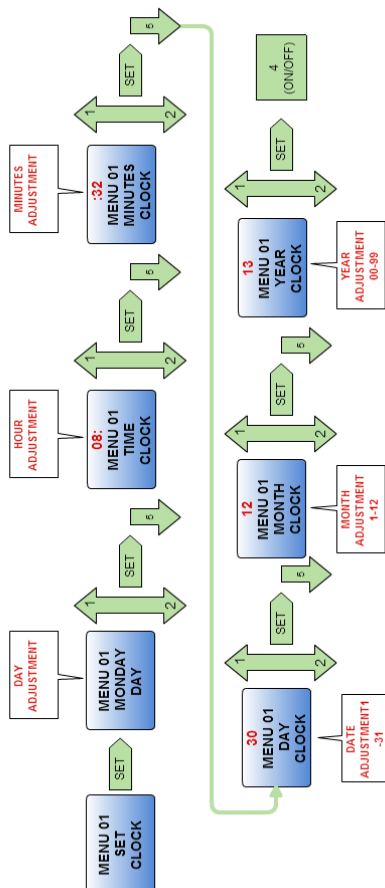 MENU 01
SET
CLOCK
SET
DAY
ADJUSTMENT
MENU 01
MONDAY
DAY
1
2
SET
5
HOUR
ADJUSTMENT
08:
MENU 01
TIME
CLOCK
1
2
SET
5
MINUTES
ADJUSTMENT
:32
MENU 01
MINUTES
CLOCK
1
2
SET
5
30
MENU 01
DAY
CLOCK
DATE
ADJUSTMENT1
-31
1
2
SET
5
12
MENU 01
MONTH
CLOCK
MONTH
ADJUSTMENT
1-12
1
2
SET
5
13
MENU 01
YEAR
CLOCK
YEAR
ADJUSTMENT
00-99
1
2
SET
4
(ON/OFF)